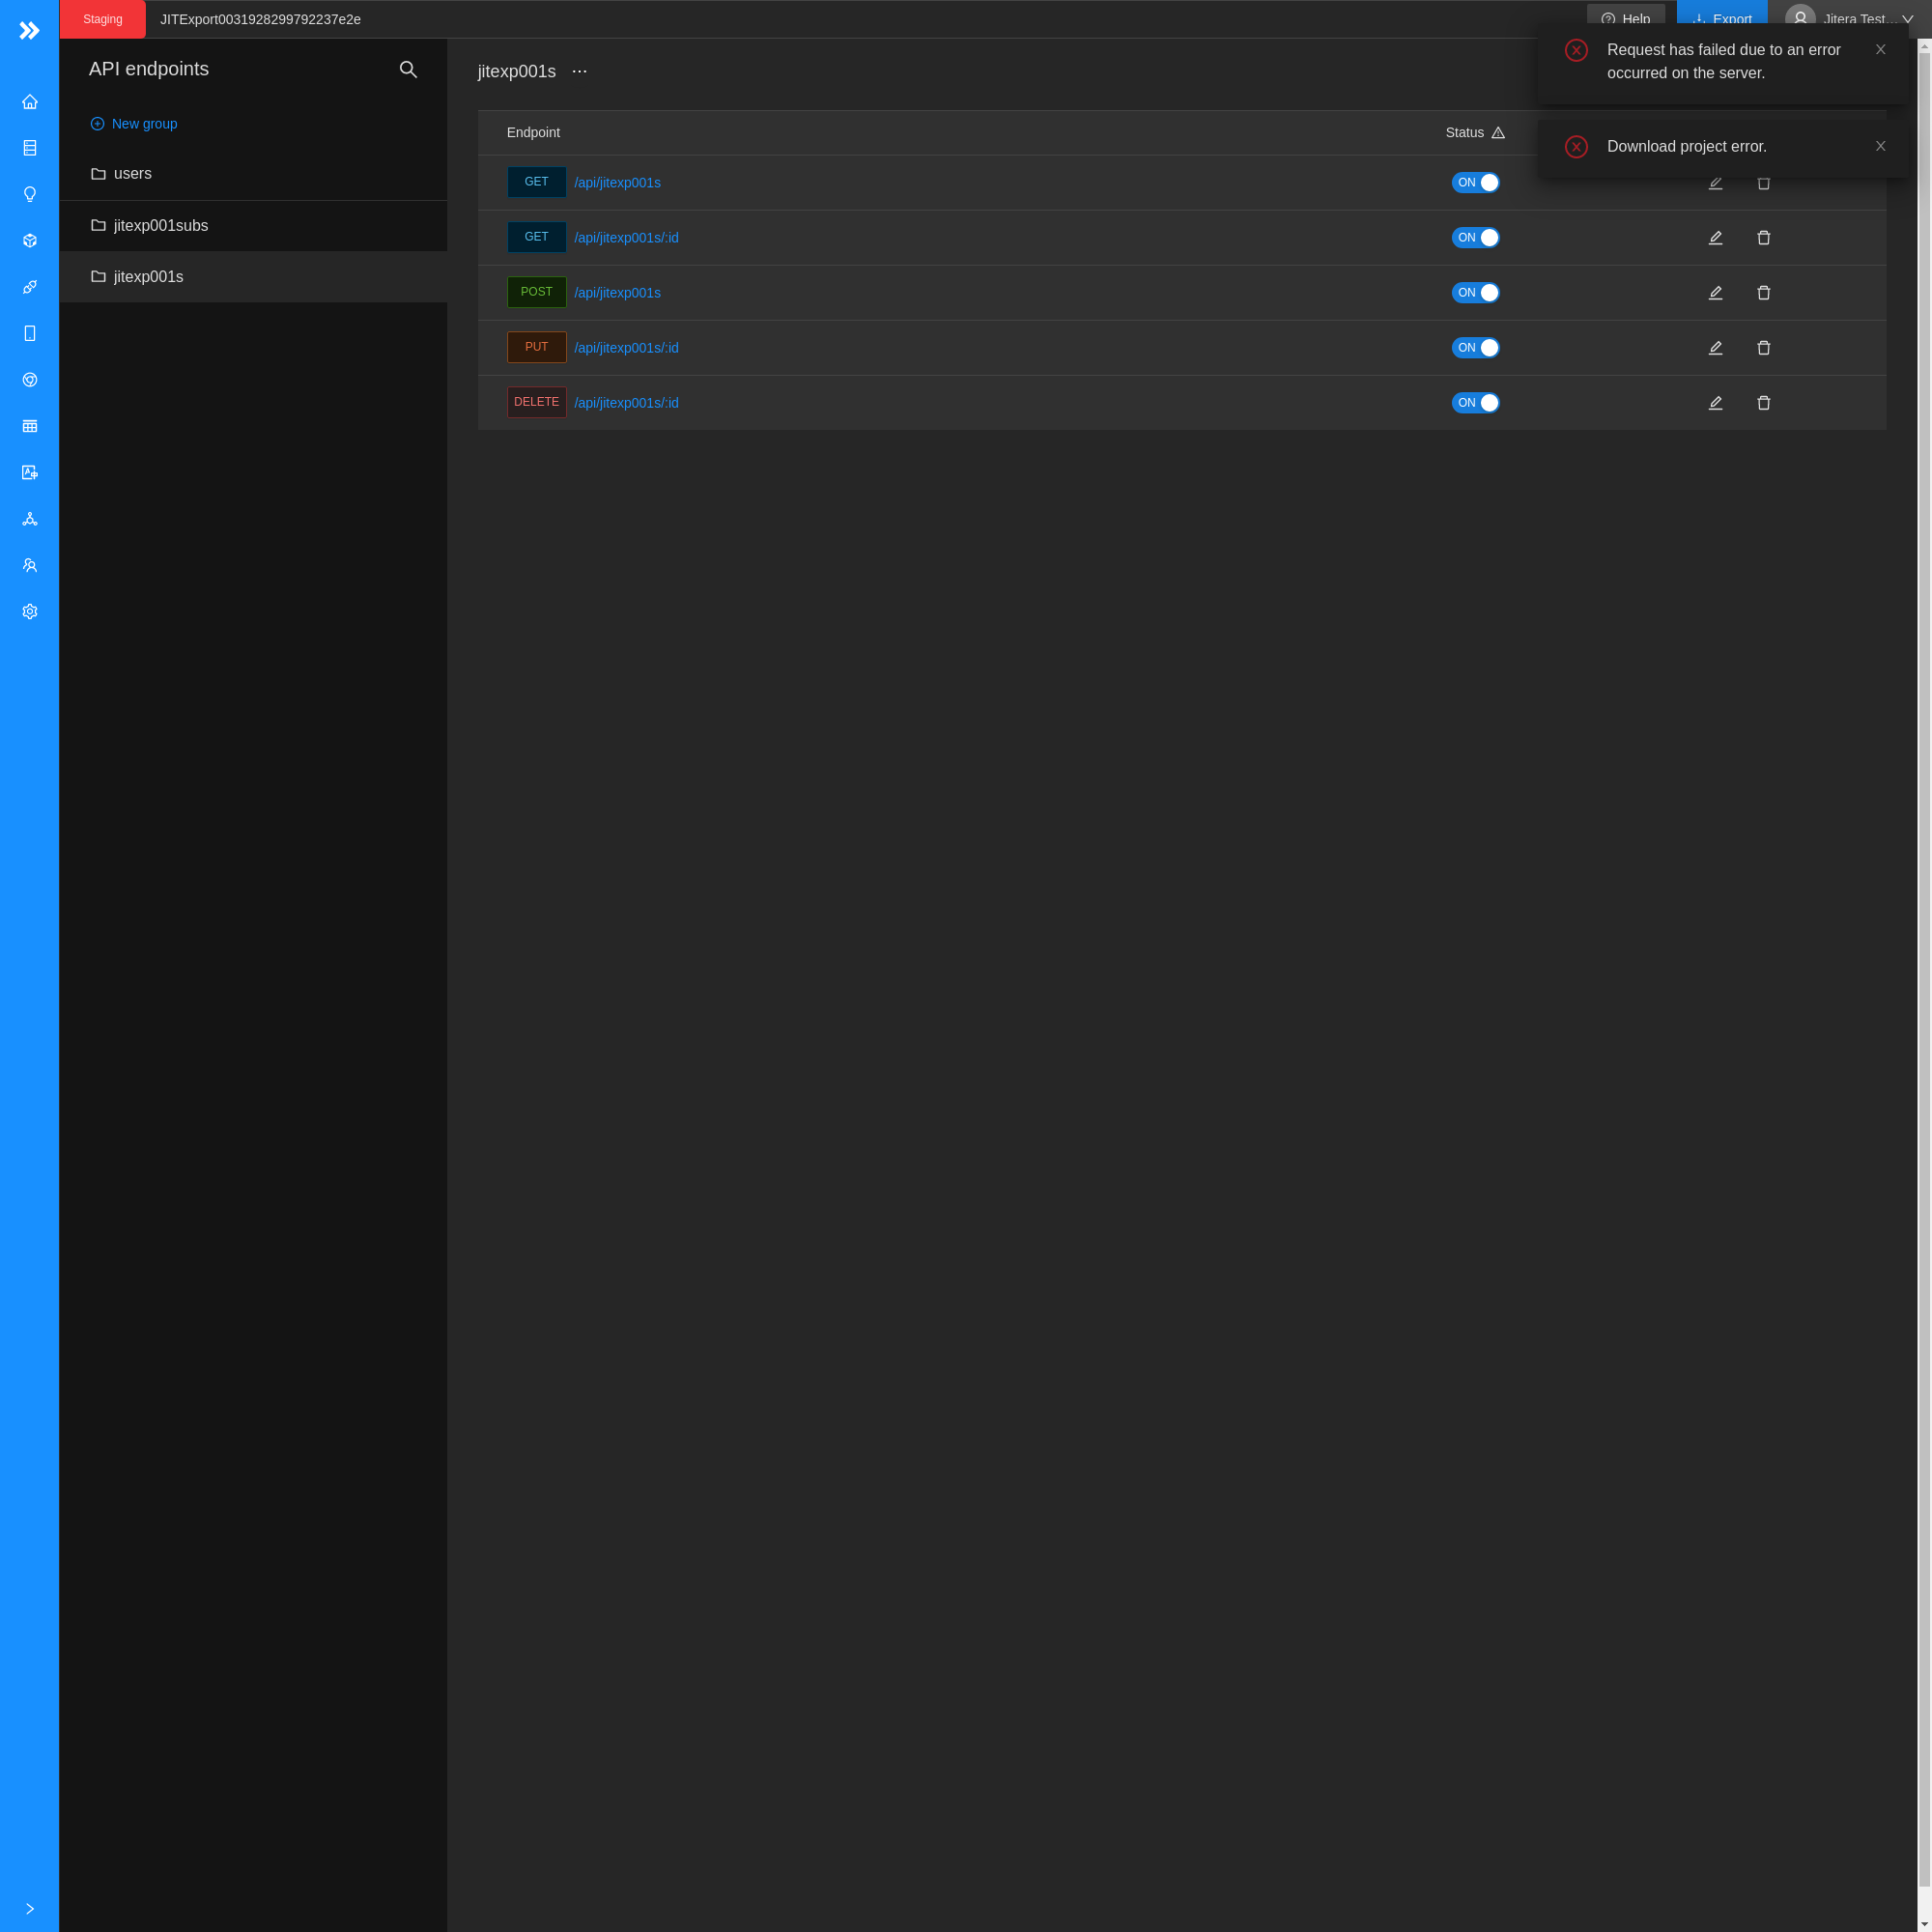 Staging
JITExport0031928299792237e2e
Help
Export
Jitera Test...
Request has failed due to an error
occurred on the server.
Download project error.
API endpoints
New group
users
jitexp001subs
jitexp001s
jitexp001s
Endpoint
Status
GET /api/jitexp001s ON
GET /api/jitexp001s/:id ON
POST /api/jitexp001s ON
PUT /api/jitexp001s/:id ON
DELETE /api/jitexp001s/:id ON